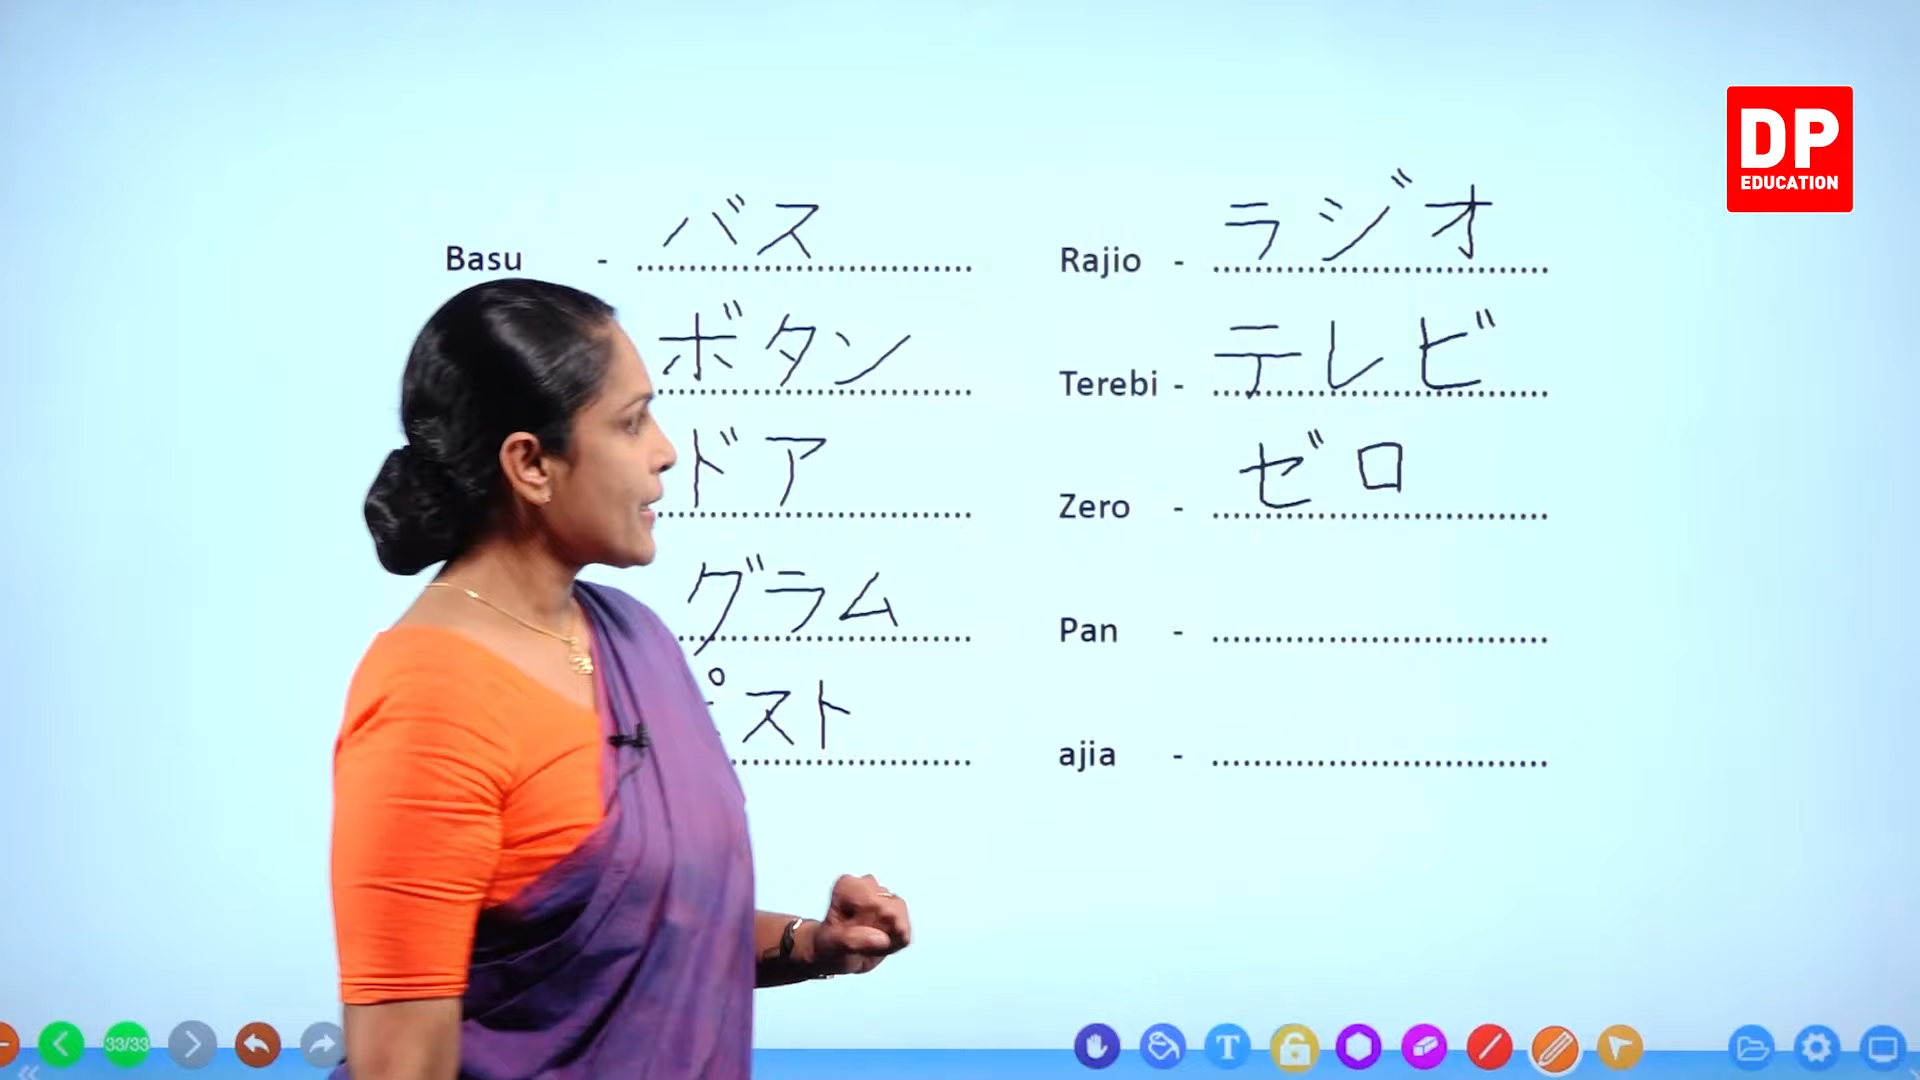 DP
EDUCATION
Basu - バス
ボタン
ドア
グラム
スト
Rajio - ラジオ
Terebi - テレビ
Zero - ゼロ
Pan -
ajia -
33/33
T